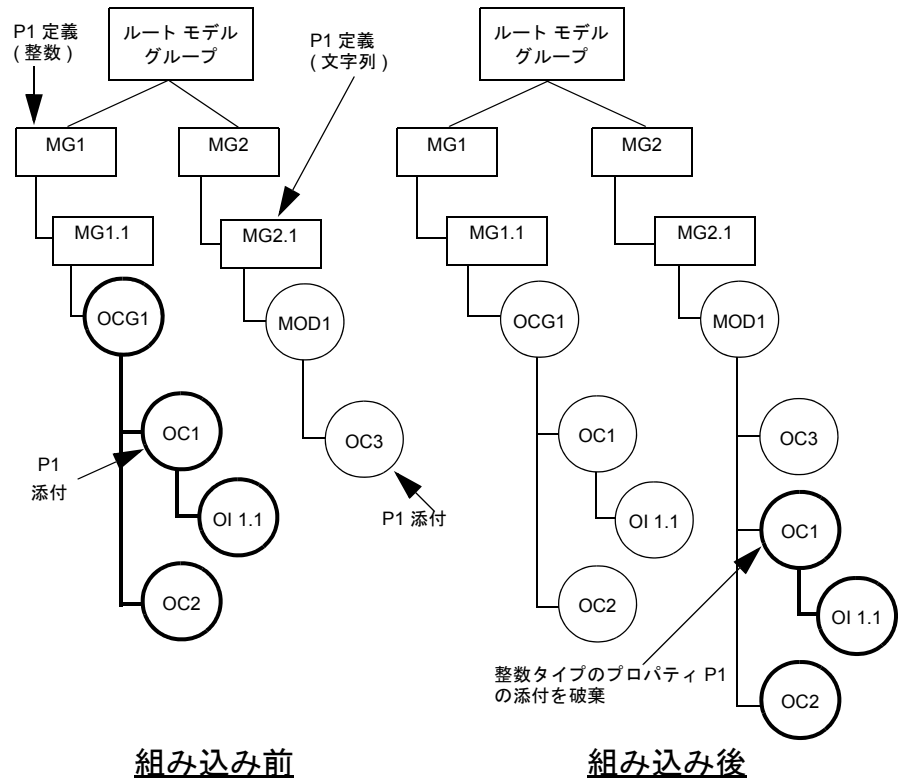 P1 定義
( 整数 )
ルート モデル
グループ
P1 定義
( 文字列 )
MG1
MG2
MG1.1
MG2.1
OCG1
MOD1
OC1
OC3
P1
添付
P1 添付
OI 1.1
OC2
組み込み前
ルート モデル
グループ
MG1
MG2
MG1.1
MG2.1
OCG1
MOD1
OC1
OC3
OI 1.1
OC1
OC2
OI 1.1
整数タイプのプロパティ P1
の添付を破棄
OC2
組み込み後